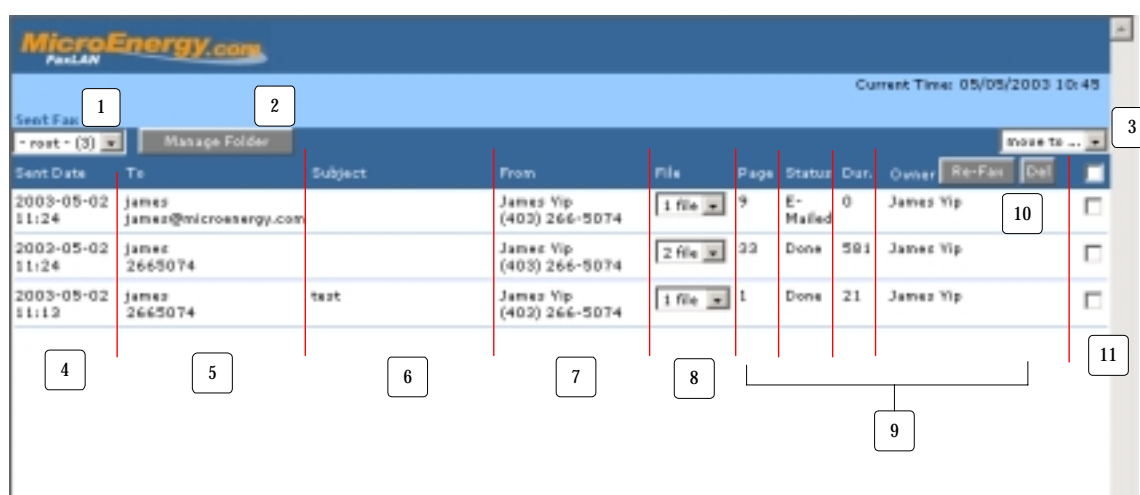 MicroEnergy.com
FaxLAN
Current Time: 05/05/2003 10:45
1
2
Sent Fax
- root - (3)
Manage Folder
move to ...
3
Sent Date To Subject From File Page Status Dur. Owner Re-Fax Del
2003-05-02 james James Yip 1 file 9 E- 0 James Yip
11:24 james@microenergy.com (403) 266-5074 Mailed
10
2003-05-02 james James Yip 2 file 33 Done 581 James Yip
11:24 2665074 (403) 266-5074
2003-05-02 james test James Yip 1 file 1 Done 21 James Yip
11:13 2665074 (403) 266-5074
4 5 6 7 8 11
9